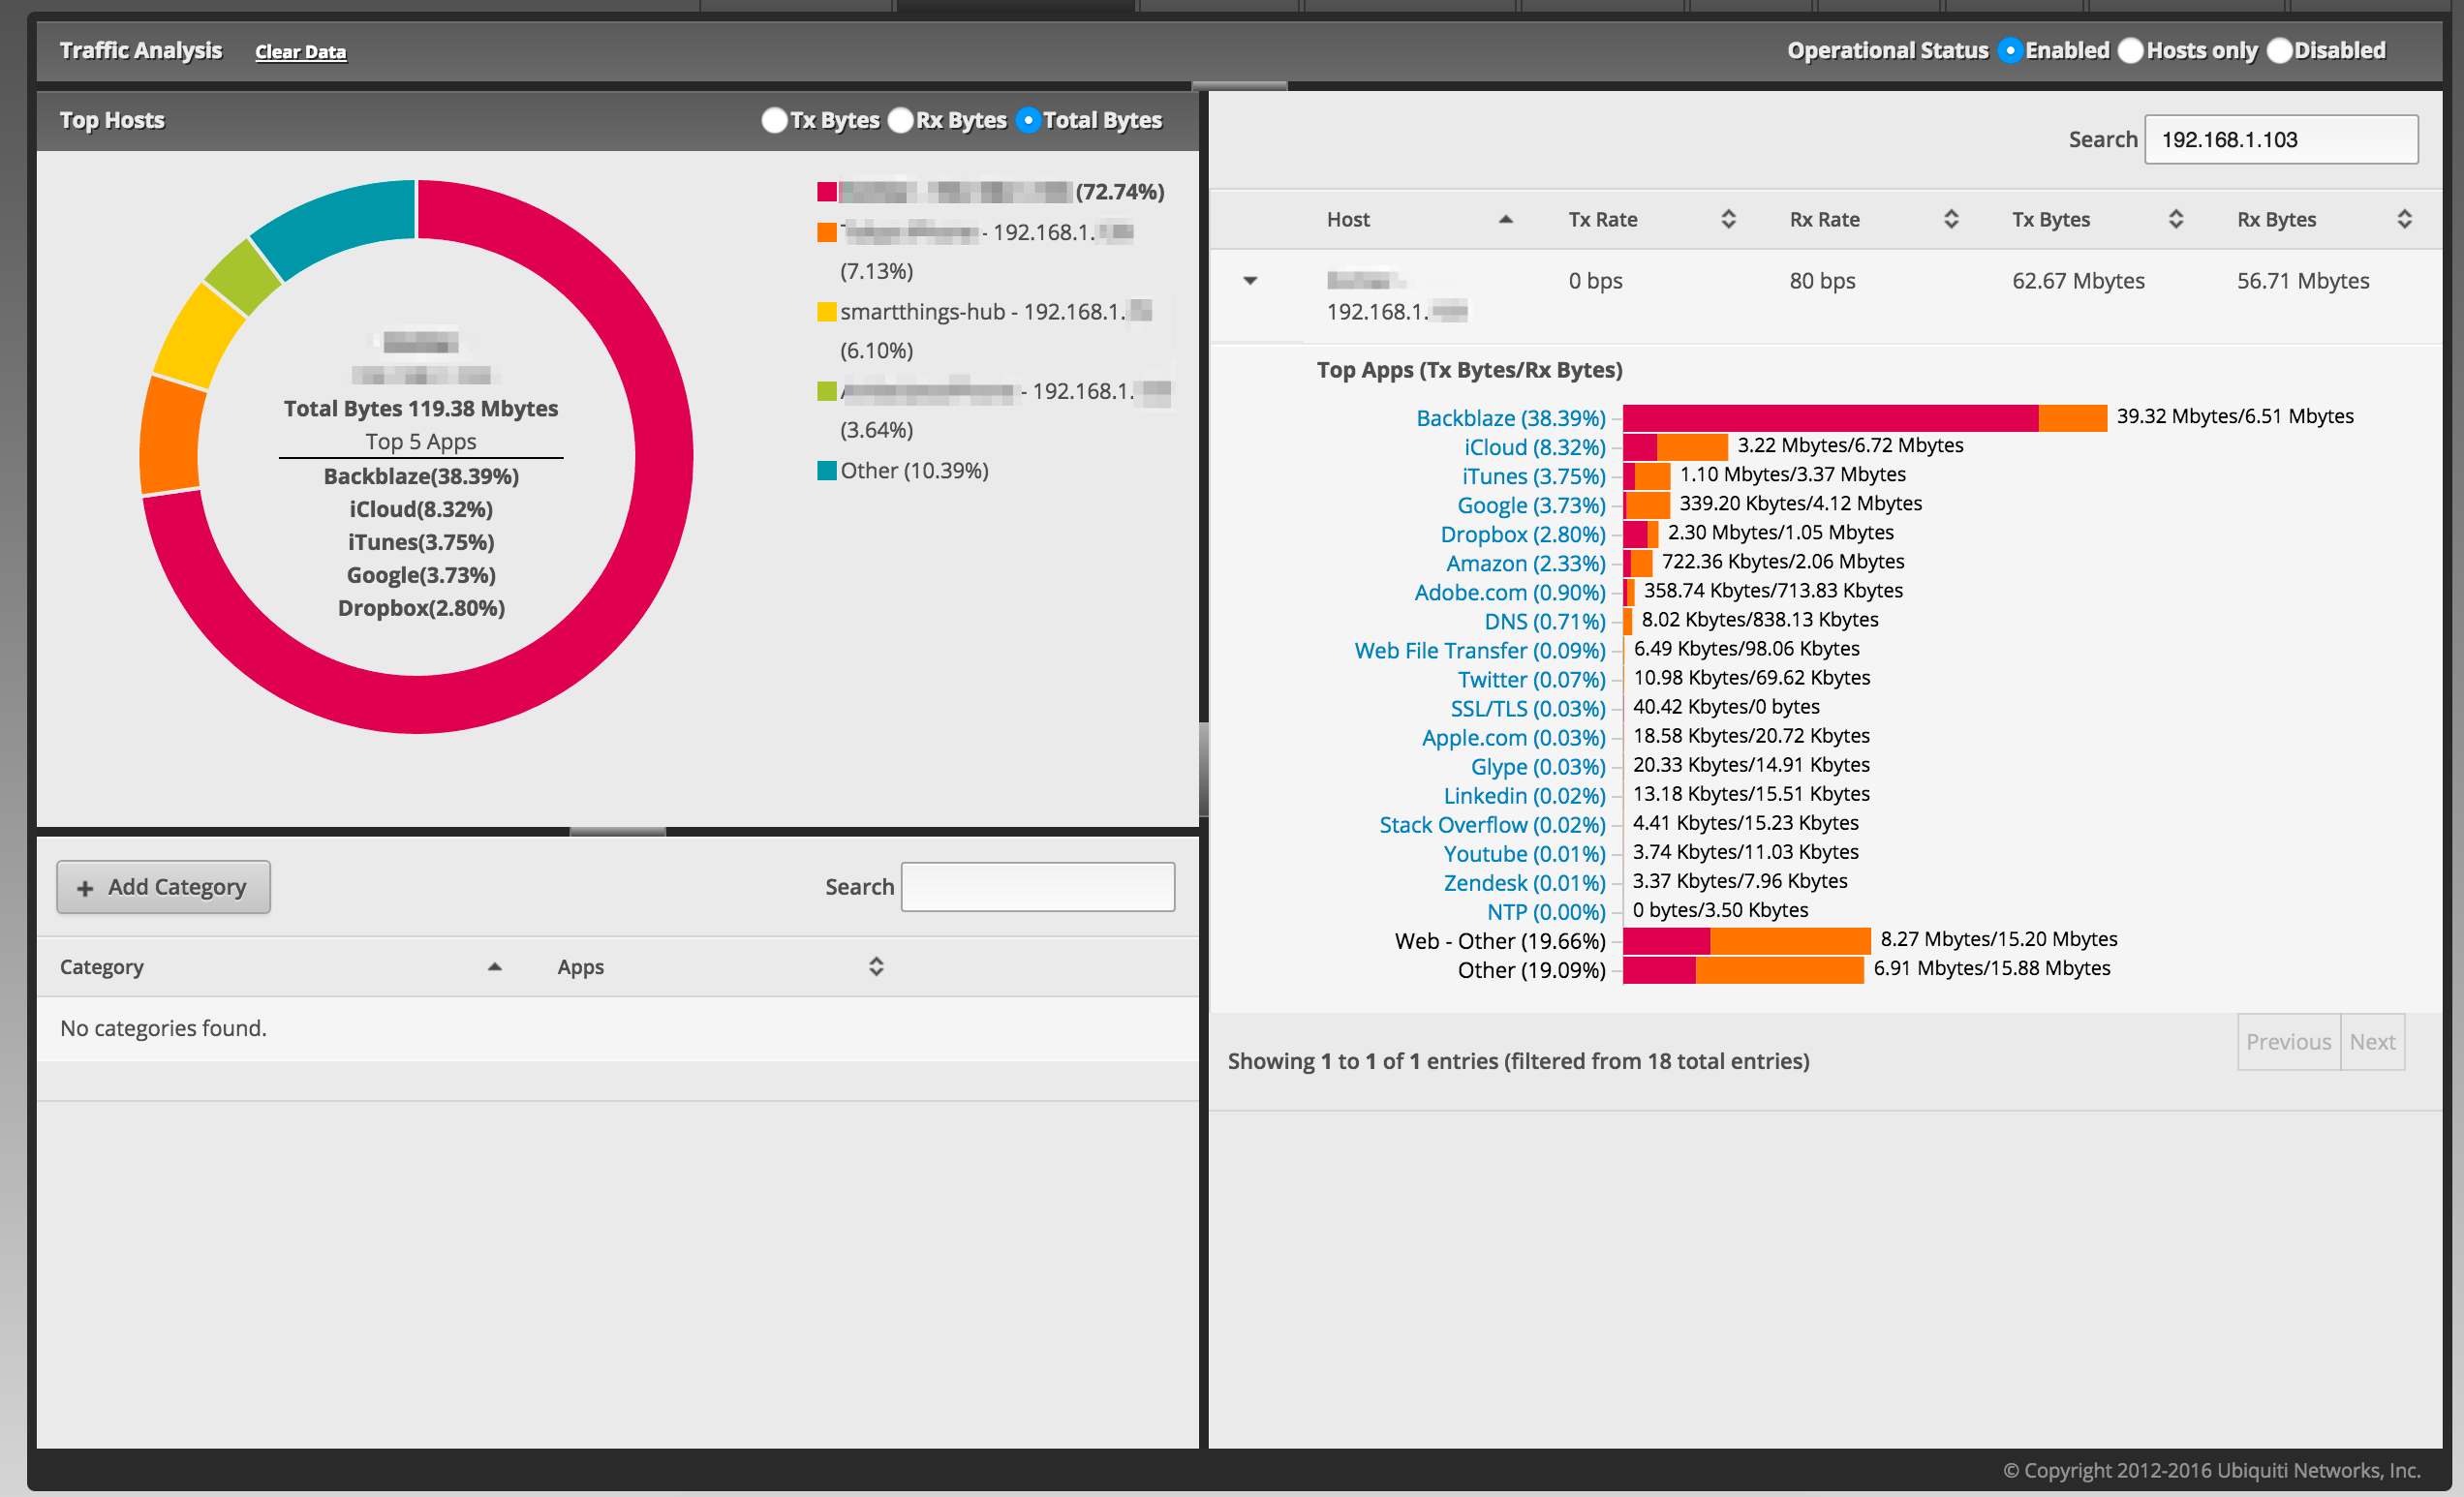 Traffic Analysis Clear Data
Operational Status Enabled Hosts only Disabled
Top Hosts
Tx Bytes Rx Bytes Total Bytes
(72.74%)
- 192.168.1.
(7.13%)
smartthings-hub - 192.168.1.
(6.10%)
- 192.168.1.
(3.64%)
Other (10.39%)
Total Bytes 119.38 Mbytes
Top 5 Apps
Backblaze(38.39%)
iCloud(8.32%)
iTunes(3.75%)
Google(3.73%)
Dropbox(2.80%)
+ Add Category
Search
Category Apps
No categories found.
Search 192.168.1.103
Host Tx Rate Rx Rate Tx Bytes Rx Bytes
0 bps 80 bps 62.67 Mbytes 56.71 Mbytes
192.168.1.
Top Apps (Tx Bytes/Rx Bytes)
Backblaze (38.39%) 39.32 Mbytes/6.51 Mbytes
iCloud (8.32%) 3.22 Mbytes/6.72 Mbytes
iTunes (3.75%) 1.10 Mbytes/3.37 Mbytes
Google (3.73%) 339.20 Kbytes/4.12 Mbytes
Dropbox (2.80%) 2.30 Mbytes/1.05 Mbytes
Amazon (2.33%) 722.36 Kbytes/2.06 Mbytes
Adobe.com (0.90%) 358.74 Kbytes/713.83 Kbytes
DNS (0.71%) 8.02 Kbytes/838.13 Kbytes
Web File Transfer (0.09%) 6.49 Kbytes/98.06 Kbytes
Twitter (0.07%) 10.98 Kbytes/69.62 Kbytes
SSL/TLS (0.03%) 40.42 Kbytes/0 bytes
Apple.com (0.03%) 18.58 Kbytes/20.72 Kbytes
Glype (0.03%) 20.33 Kbytes/14.91 Kbytes
Linkedin (0.02%) 13.18 Kbytes/15.51 Kbytes
Stack Overflow (0.02%) 4.41 Kbytes/15.23 Kbytes
Youtube (0.01%) 3.74 Kbytes/11.03 Kbytes
Zendesk (0.01%) 3.37 Kbytes/7.96 Kbytes
NTP (0.00%) 0 bytes/3.50 Kbytes
Web - Other (19.66%) 8.27 Mbytes/15.20 Mbytes
Other (19.09%) 6.91 Mbytes/15.88 Mbytes
Showing 1 to 1 of 1 entries (filtered from 18 total entries)
Previous Next
© Copyright 2012-2016 Ubiquiti Networks, Inc.